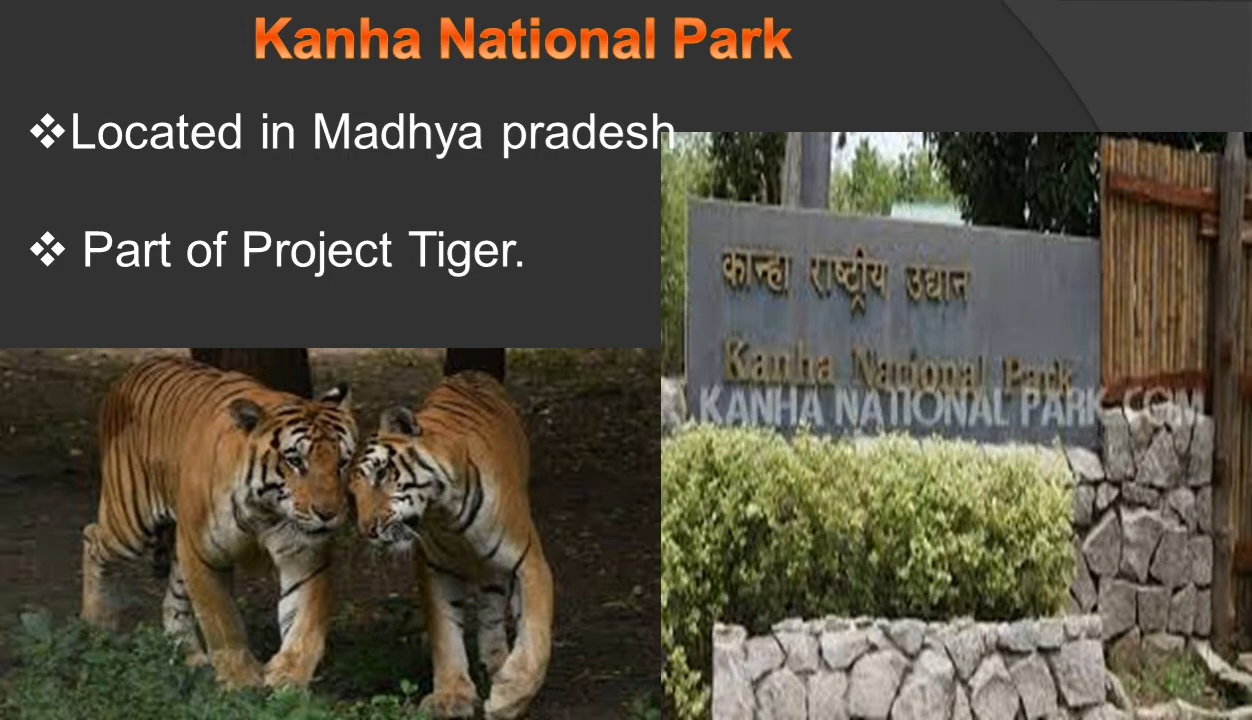 Kanha National Park
❖Located in Madhya pradesh
❖ Part of Project Tiger.
कान्हा राष्ट्रीय उद्यान
Kanha National Park
KANHA NATIONAL PARK.COM